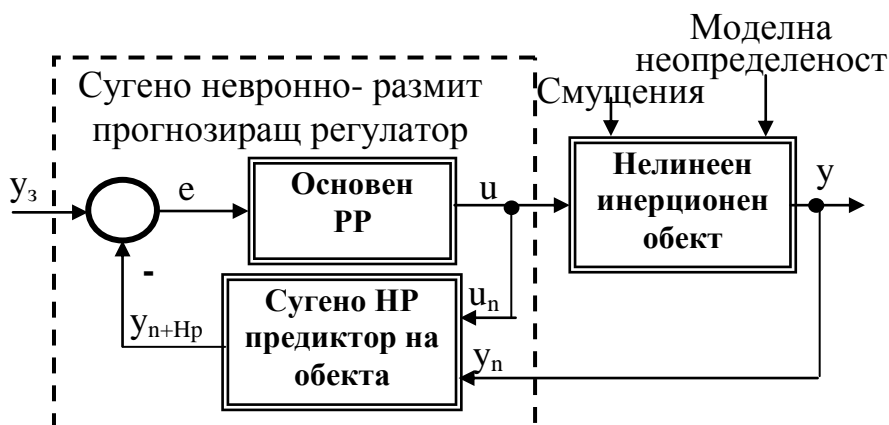 Моделна
неопределеност
Сугено невронно- размит
Смущения
прогнозиращ регулатор
Нелинеен
инерционен
обект
y
yз
e
Основен
РР
u
-
Сугено НР
предиктор на
обекта
un
yn+Hp
yn